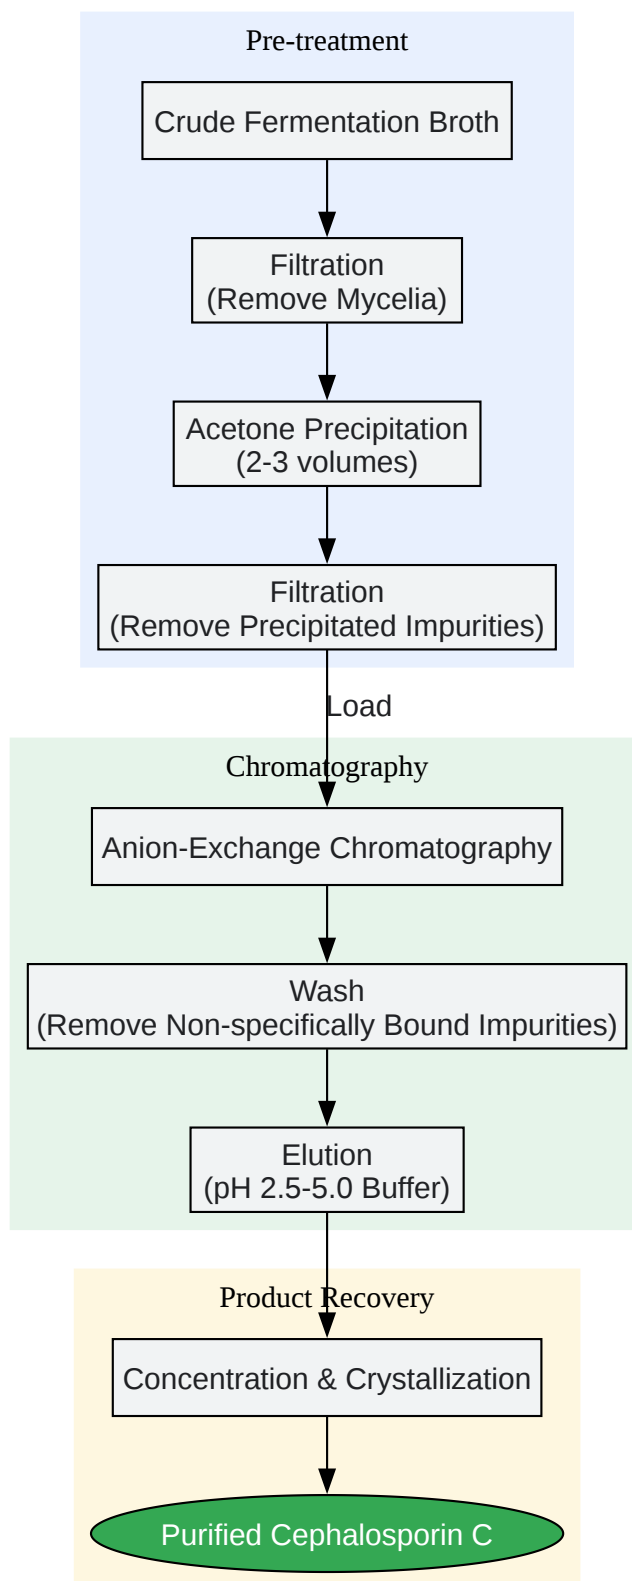 Pre-treatment
Crude Fermentation Broth
Filtration
(Remove Mycelia)
Acetone Precipitation
(2-3 volumes)
Filtration
(Remove Precipitated Impurities)
Load
Chromatography
Anion-Exchange Chromatography
Wash
(Remove Non-specifically Bound Impurities)
Elution
(pH 2.5-5.0 Buffer)
Product Recovery
Concentration & Crystallization
Purified Cephalosporin C